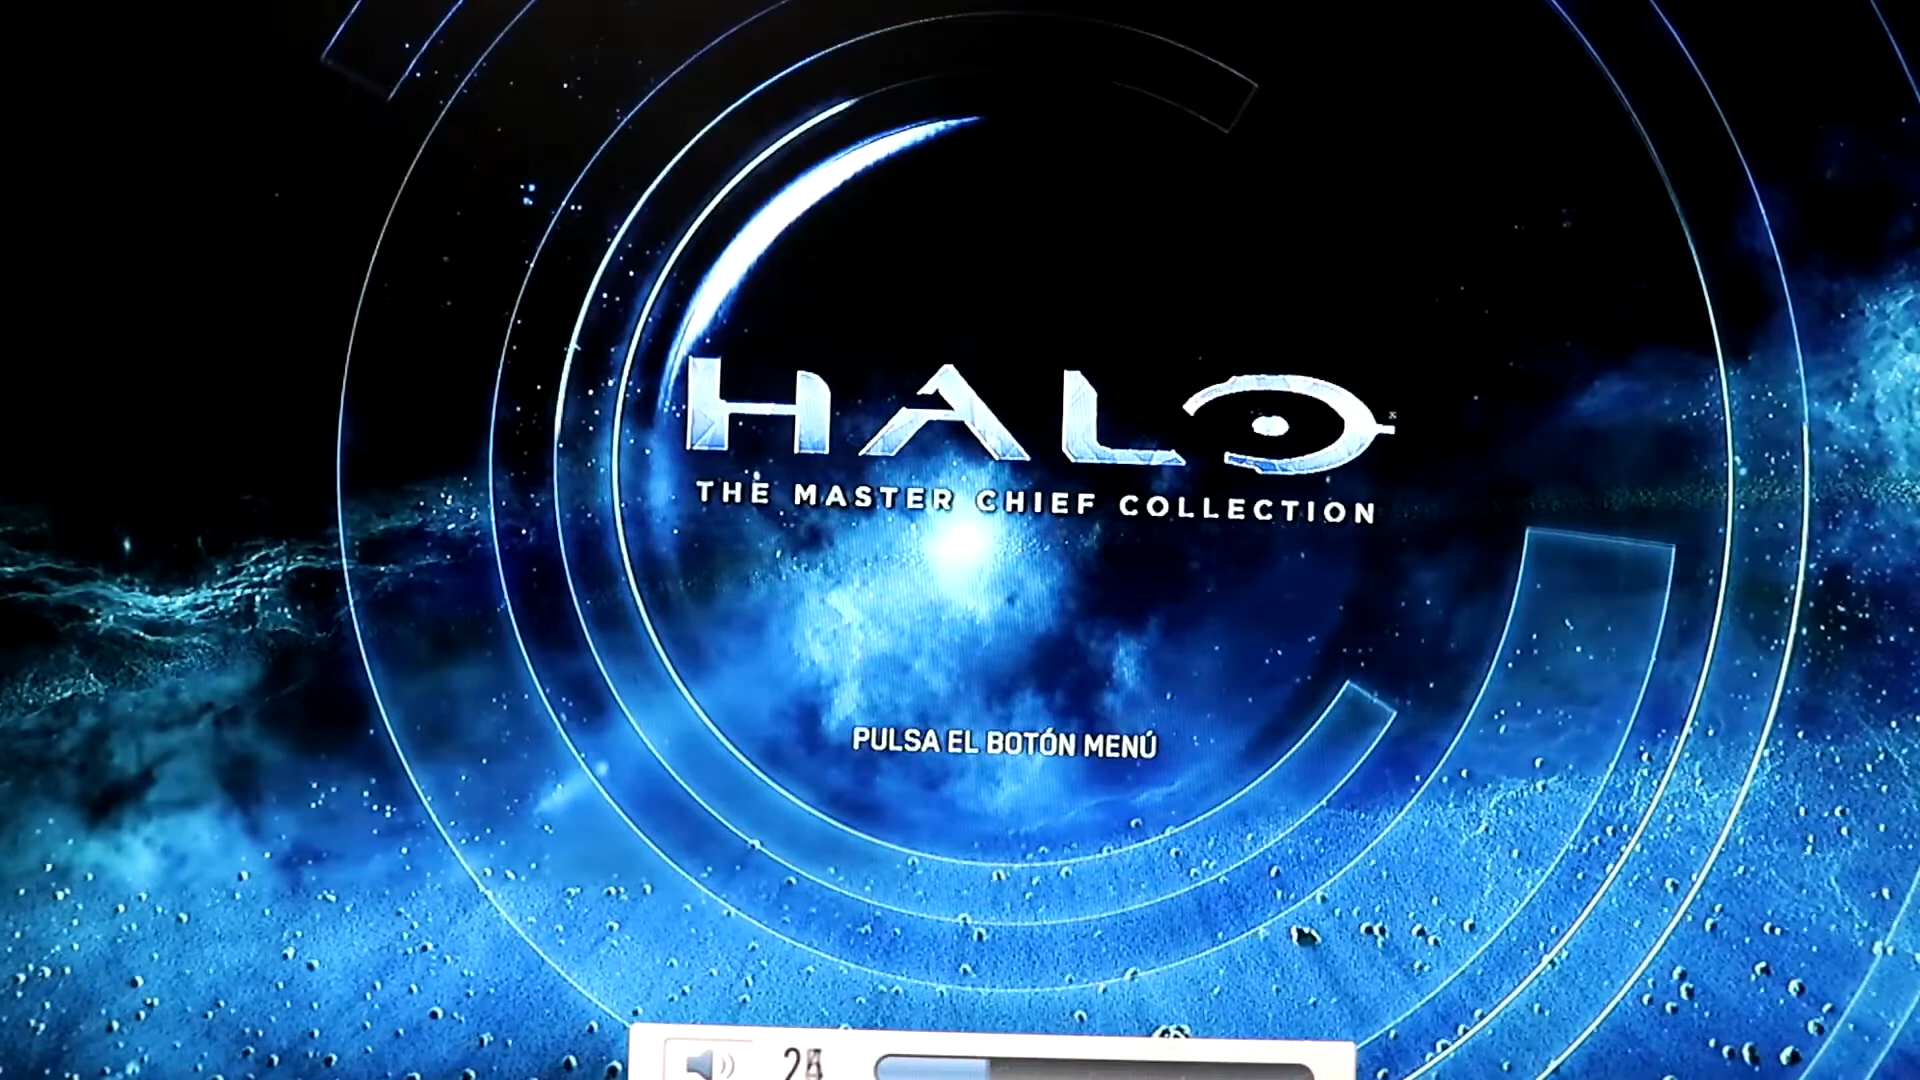 HALO
THE MASTER CHIEF COLLECTION
PULSA EL BOTÓN MENÚ